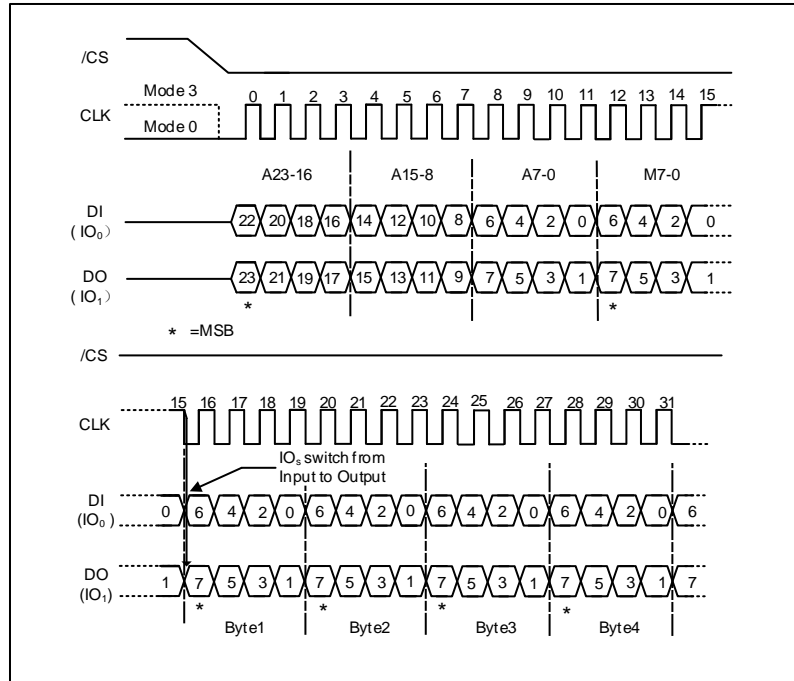 /CS
Mode 3
CLK
Mode 0
0 1 2 3 4 5 6 7 8 9 10 11 12 13 14 15
A23-16 A15-8 A7-0 M7-0
DI
( IO0)
22 20 18 16 14 12 10 8 6 4 2 0 6 4 2 0
DO
( IO1)
23 21 19 17 15 13 11 9 7 5 3 1 7 5 3 1
* *
* =MSB
/CS
15 16 17 18 19 20 21 22 23 24 25 26 27 28 29 30 31
CLK
IOs switch from
Input to Output
DI
(IO0 )
0 6 4 2 0 6 4 2 0 6 4 2 0 6 4 2 0 6
DO
(IO1)
1 7 5 3 1 7 5 3 1 7 5 3 1 7 5 3 1 7
* * * *
Byte1 Byte2 Byte3 Byte4